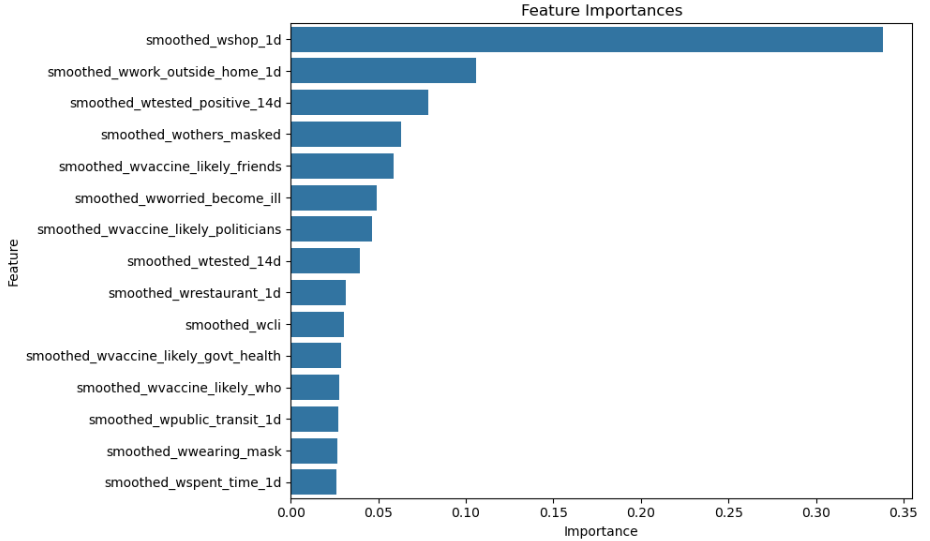 Feature Importances
smoothed_wshop_1d
smoothed_wwork_outside_home_1d
smoothed_wtested_positive_14d
smoothed_wothers_masked
smoothed_wvaccine_likely_friends
smoothed_wworried_become_ill
smoothed_wvaccine_likely_politicians
smoothed_wtested_14d
smoothed_wrestaurant_1d
smoothed_wcli
smoothed_wvaccine_likely_govt_health
smoothed_wvaccine_likely_who
smoothed_wpublic_transit_1d
smoothed_wwearing_mask
smoothed_wspent_time_1d
Feature
0.00 0.05 0.10 0.15 0.20 0.25 0.30 0.35
Importance